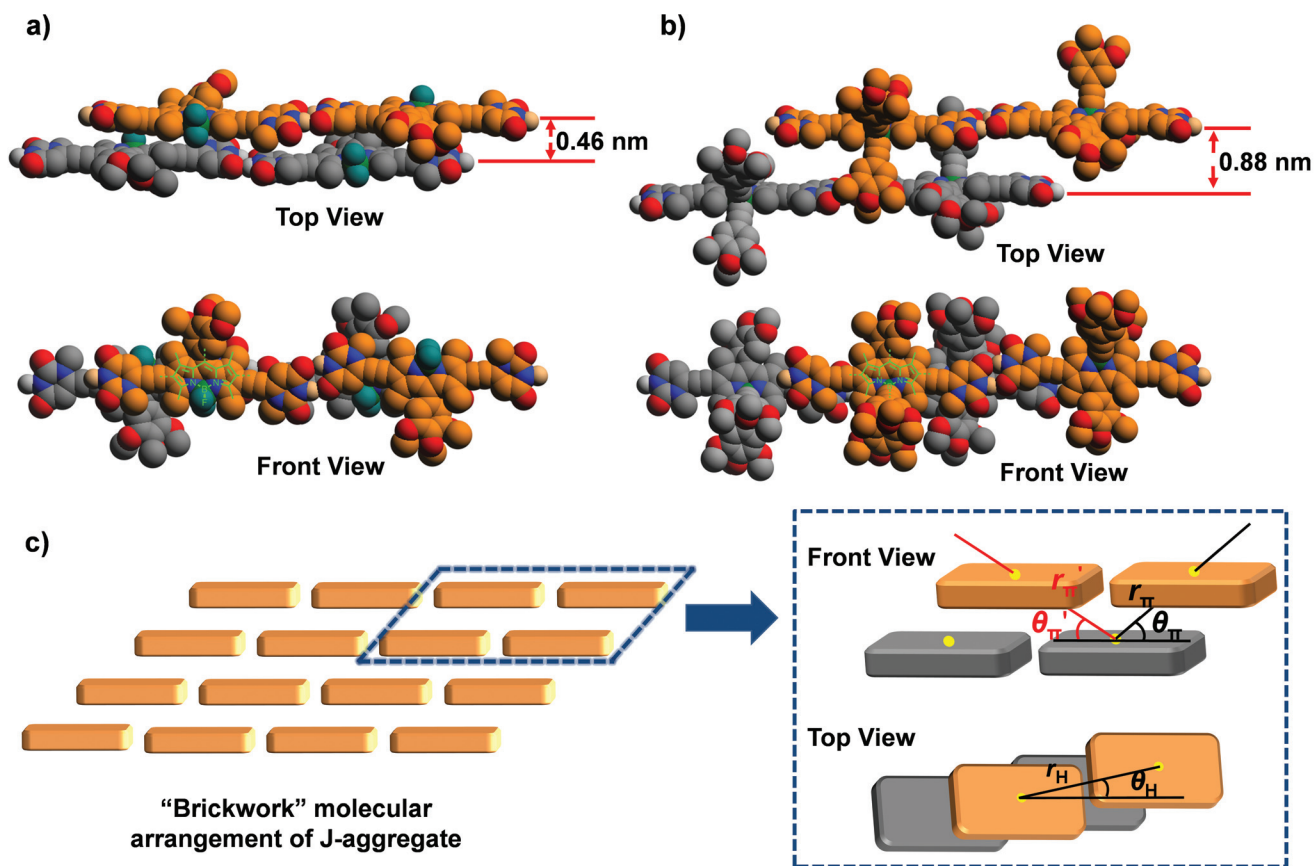 a)
b)
0.46 nm
0.88 nm
Top View
Top View
N
N
B
F
N
N
Front View
Front View
c)
Front View
rπ'
rπ
θπ'
θπ
Top View
rH
θH
“Brickwork” molecular
arrangement of J-aggregate